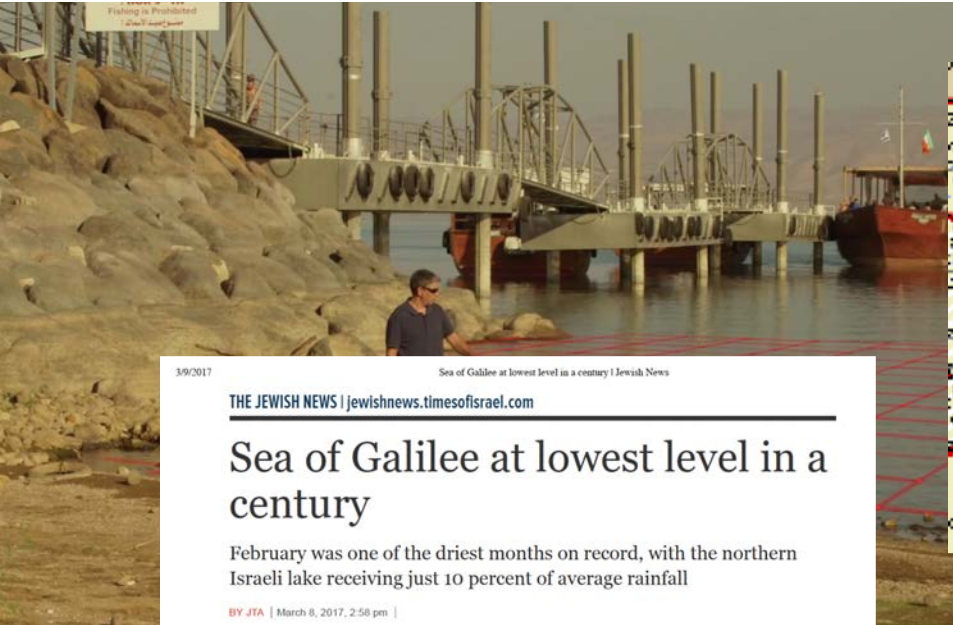 Fishing is Prohibited
3/9/2017
Sea of Galilee at lowest level in a century | Jewish News
THE JEWISH NEWS | jewishnews.timesofisrael.com
Sea of Galilee at lowest level in a
century
February was one of the driest months on record, with the northern
Israeli lake receiving just 10 percent of average rainfall
BY JTA | March 8, 2017, 2:58 pm |